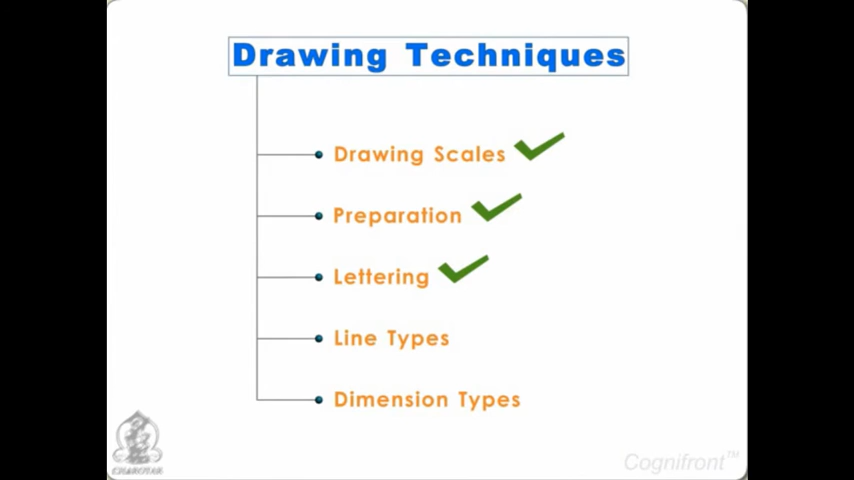 Drawing Techniques
Drawing Scales
Preparation
Lettering
Line Types
Dimension Types
CHAROTAR
Cognifront™